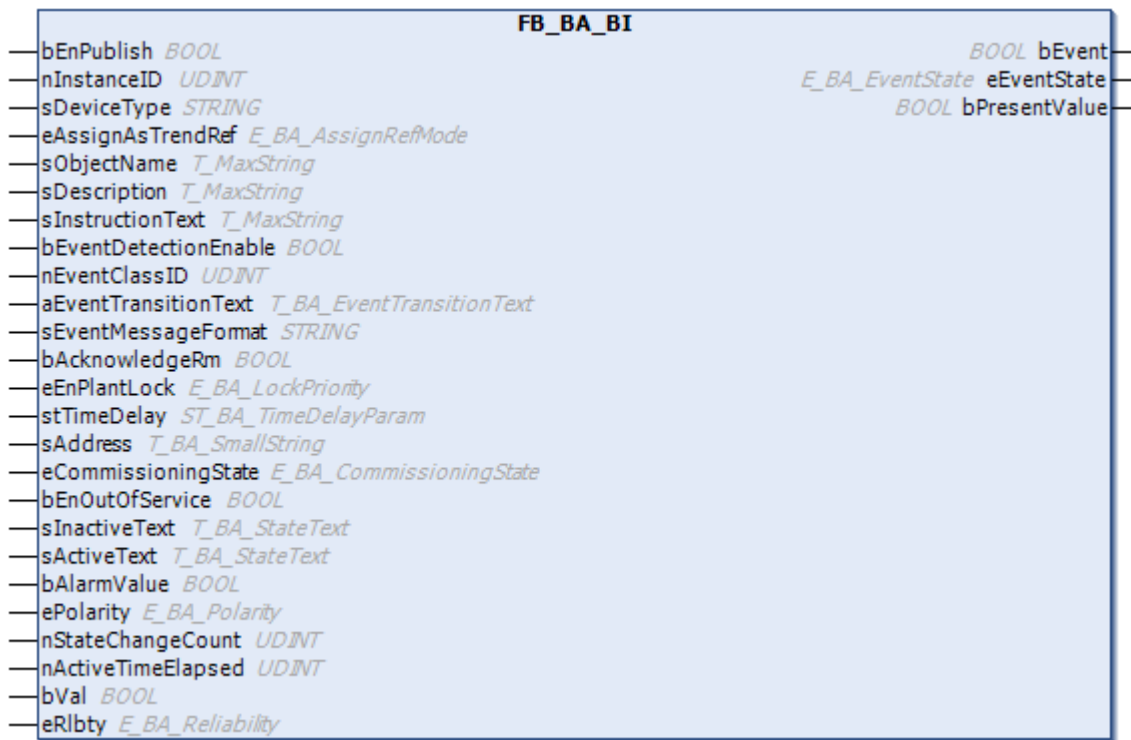 FB_BA_BI
bEnPublish BOOL BOOL bEvent
nInstanceID UDINT E_BA_EventState eEventState
sDeviceType STRING BOOL bPresentValue
eAssignAsTrendRef E_BA_AssignRefMode
sObjectName T_MaxString
sDescription T_MaxString
sInstructionText T_MaxString
bEventDetectionEnable BOOL
nEventClassID UDINT
aEventTransitionText T_BA_EventTransitionText
sEventMessageFormat STRING
bAcknowledgeRm BOOL
eEnPlantLock E_BA_LockPriority
stTimeDelay ST_BA_TimeDelayParam
sAddress T_BA_SmallString
eCommissioningState E_BA_CommissioningState
bEnOutOfService BOOL
sInactiveText T_BA_StateText
sActiveText T_BA_StateText
bAlarmValue BOOL
ePolarity E_BA_Polarity
nStateChangeCount UDINT
nActiveTimeElapsed UDINT
bVal BOOL
eRlbty E_BA_Reliability